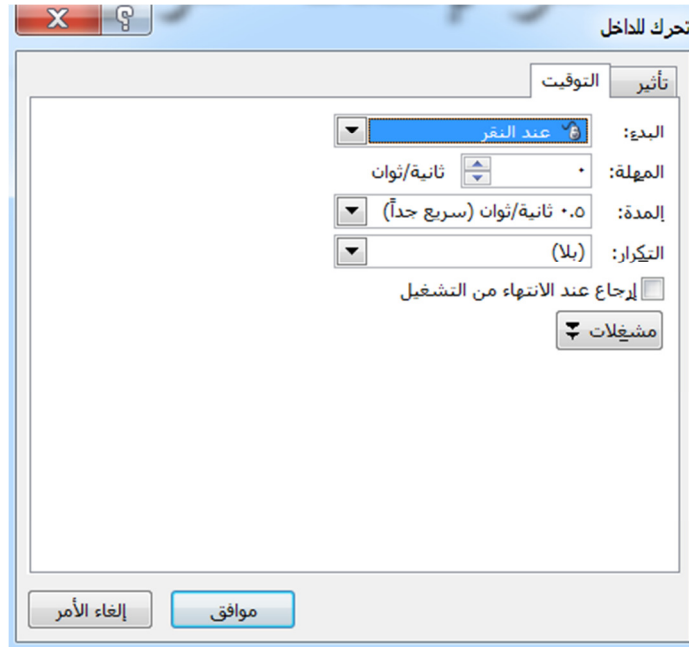 تحرك للداخل
تأثير التوقيت
البدء: عند النقر
المهلة: ٠ ثانية/ثوان
المدة: ٠.٥ ثانية/ثوان (سريع جداً)
التكرار: (بلا)
إرجاع عند الانتهاء من التشغيل
مشغلات
موافق إلغاء الأمر